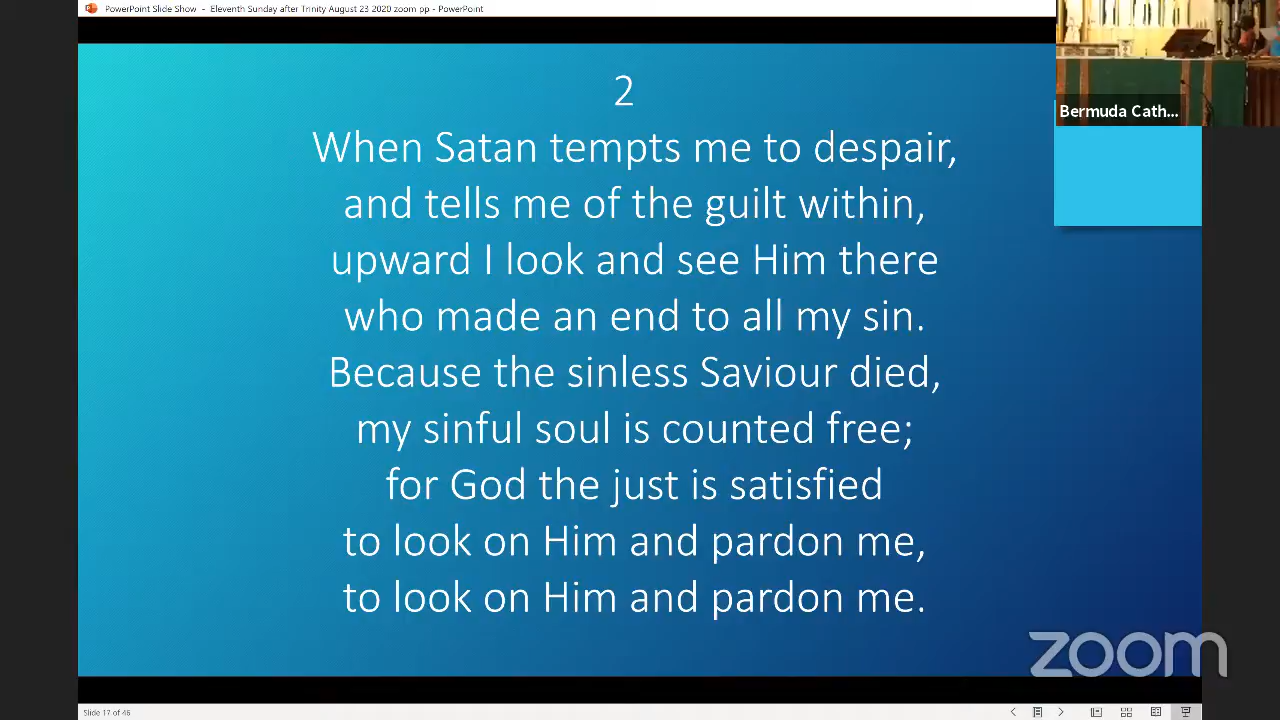 PowerPoint Slide Show - Eleventh Sunday after Trinity August 23 2020 zoom pp - PowerPoint
Bermuda Cath...
2
When Satan tempts me to despair,
and tells me of the guilt within,
upward I look and see Him there
who made an end to all my sin.
Because the sinless Saviour died,
my sinful soul is counted free;
for God the just is satisfied
to look on Him and pardon me,
to look on Him and pardon me.
zoom
Slide 17 of 46